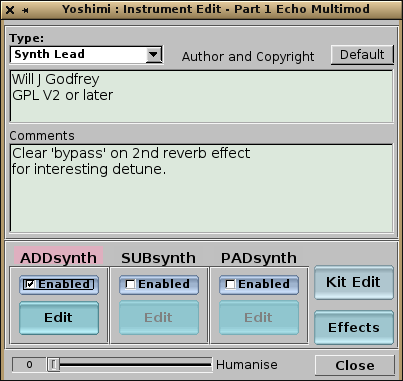 Yoshimi : Instrument Edit - Part 1 Echo Multimod
Type:
Synth Lead
Author and Copyright
Default
Will J Godfrey
GPL V2 or later
Comments
Clear 'bypass' on 2nd reverb effect
for interesting detune.
ADDsynth SUBsynth PADsynth
Enabled Enabled Enabled
Kit Edit
Edit Edit Edit
Effects
0 Humanise
Close